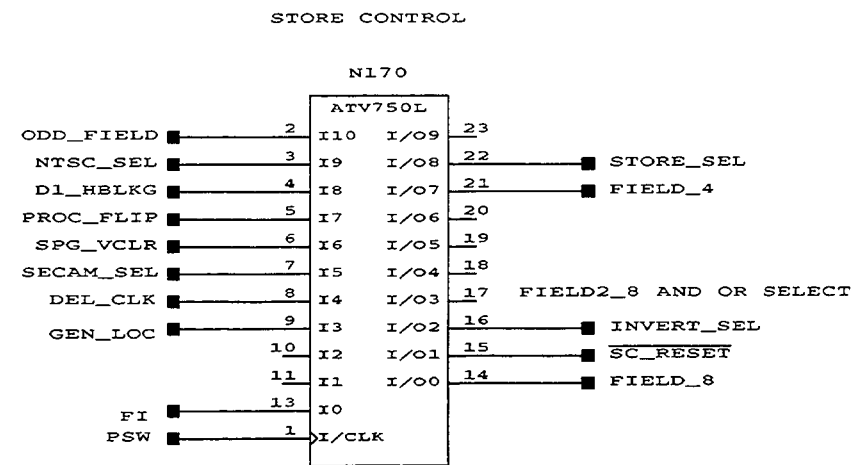 STORE CONTROL
N170
ATV750L
ODD_FIELD 2 I10 I/O9 23
NTSC_SEL 3 I9 I/O8 22 STORE_SEL
D1_HBLKG 4 I8 I/O7 21 FIELD_4
PROC_FLIP 5 I7 I/O6 20
SPG_VCLR 6 I6 I/O5 19
SECAM_SEL 7 I5 I/O4 18
DEL_CLK 8 I4 I/O3 17 FIELD2_8 AND OR SELECT
GEN_LOC 9 I3 I/O2 16 INVERT_SEL
10 I2 I/O1 15 SC_RESET
11 I1 I/O0 14 FIELD_8
FI 13 I0
PSW 1 I/CLK